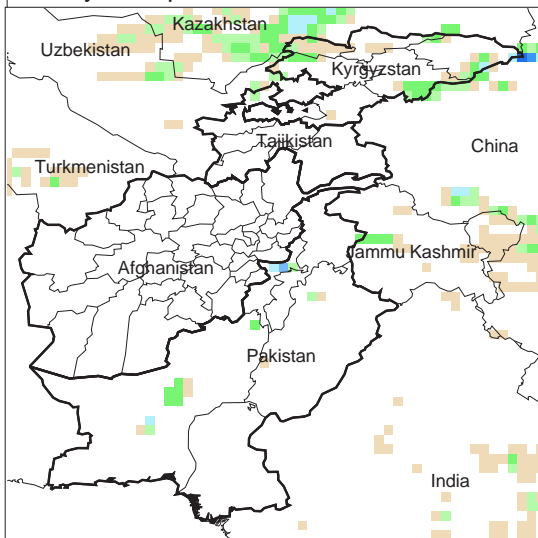 Kazakhstan
Uzbekistan
Kyrgyzstan
Tajikistan
China
Turkmenistan
Jammu Kashmir
Afghanistan
Pakistan
India